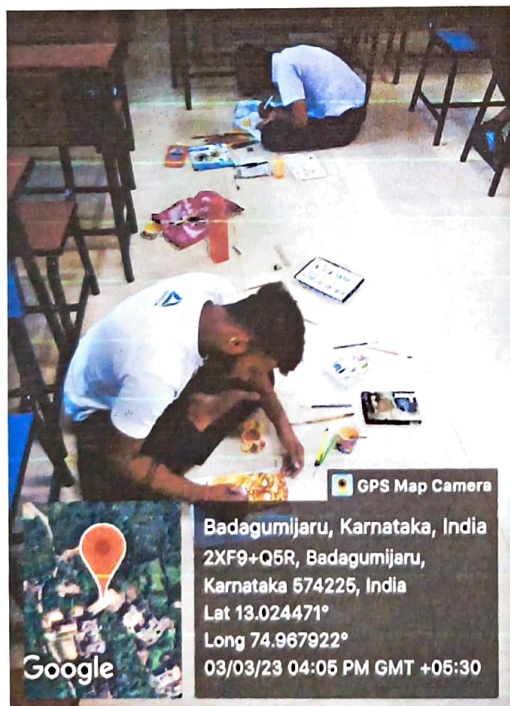 GPS Map Camera
Badagumijaru, Karnataka, India
2XF9+Q5R, Badagumijaru,
Karnataka 574225, India
Lat 13.024471°
Long 74.967922°
03/03/23 04:05 PM GMT +05:30
Google